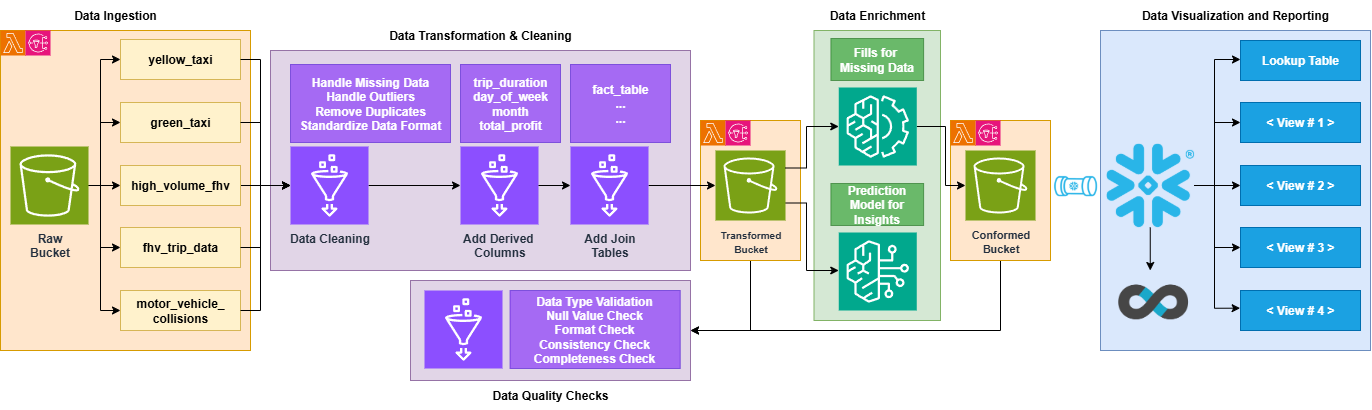 Data Ingestion
yellow_taxi
green_taxi
high_volume_fhv
fhv_trip_data
motor_vehicle_
collisions
Raw
Bucket
Data Transformation & Cleaning
Handle Missing Data
Handle Outliers
Remove Duplicates
Standardize Data Format
Data Cleaning
trip_duration
day_of_week
month
total_profit
Add Derived
Columns
fact_table
...
...
Add Join
Tables
Data Type Validation
Null Value Check
Format Check
Consistency Check
Completeness Check
Data Quality Checks
Transformed
Bucket
Data Enrichment
Fills for
Missing Data
Prediction
Model for
Insights
Conformed
Bucket
Data Visualization and Reporting
®
Lookup Table
< View # 1 >
< View # 2 >
< View # 3 >
< View # 4 >